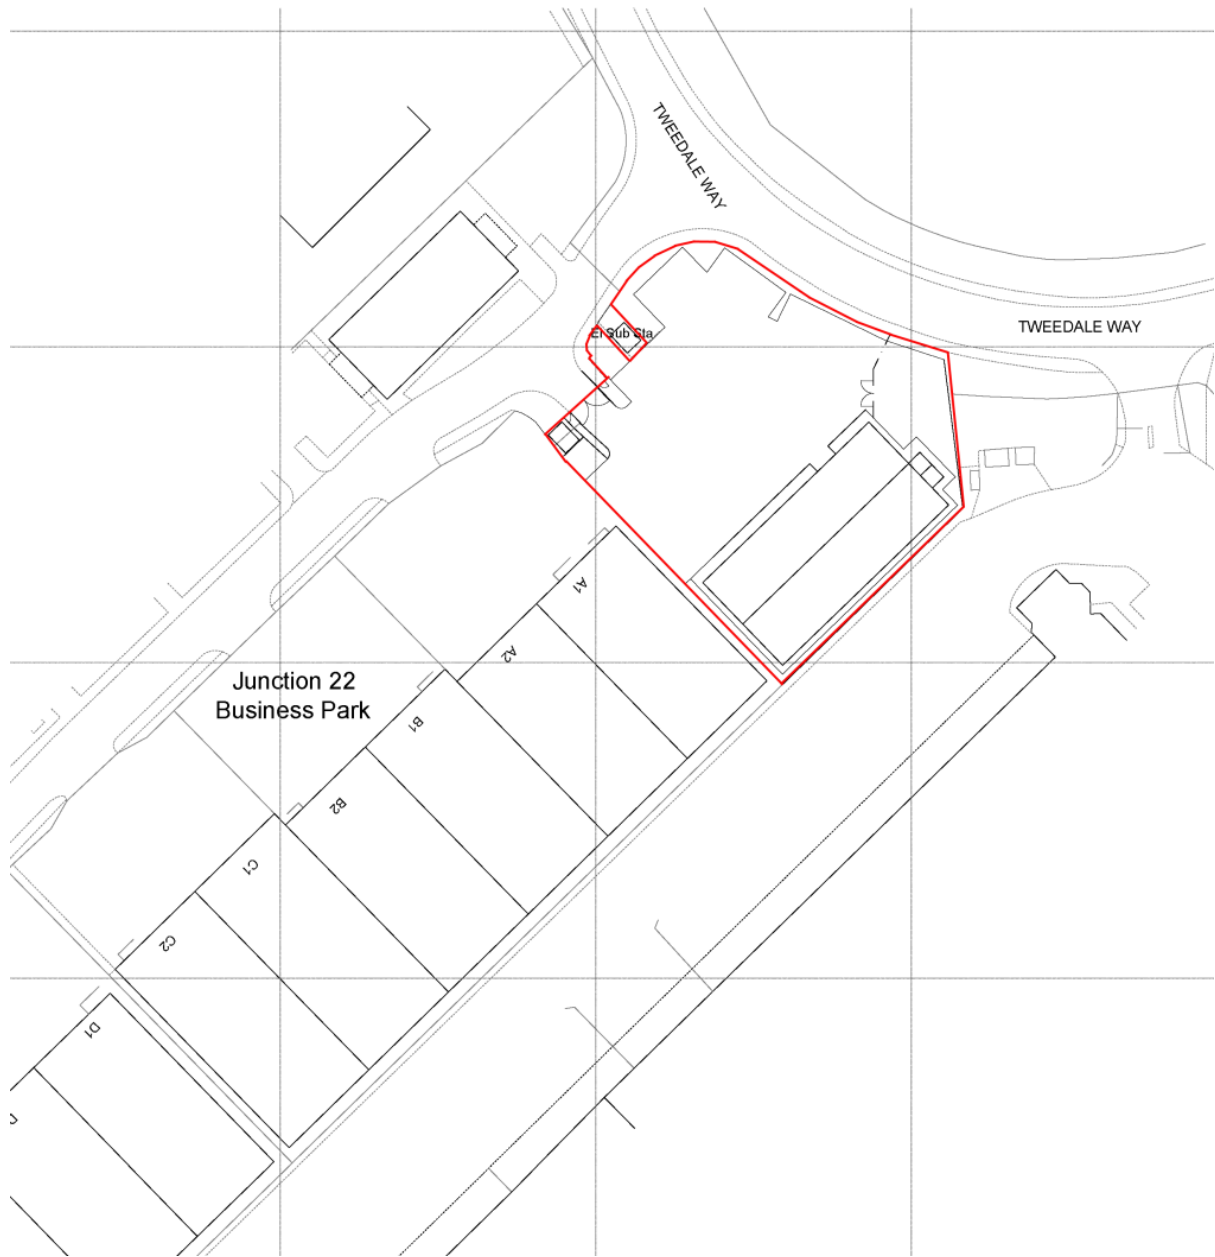 TWEEDALE WAY
TWEEDALE WAY
El Sub Sta
A1
A2
Junction 22
Business Park
B1
B2
C1
C2
D1